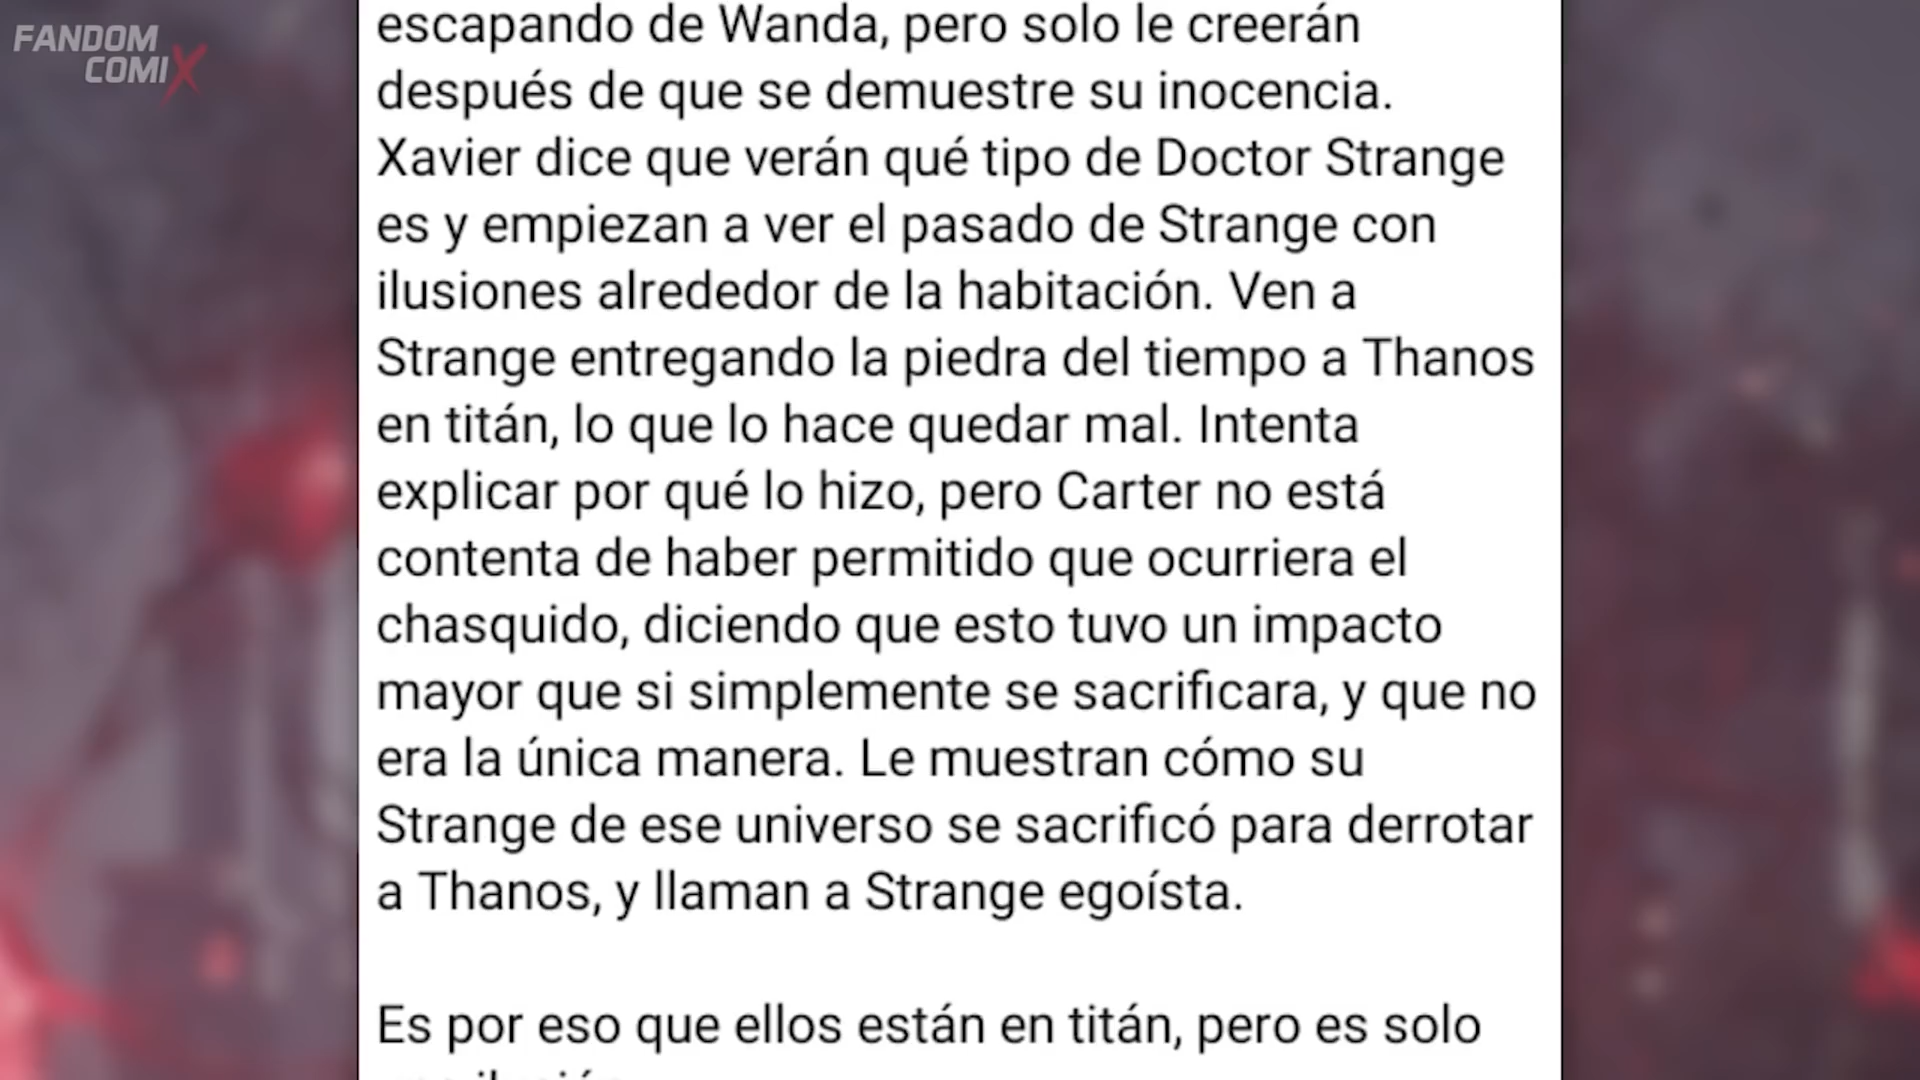 FANDOM
COMIX
escapando de Wanda, pero solo le creerán
después de que se demuestre su inocencia.
Xavier dice que verán qué tipo de Doctor Strange
es y empiezan a ver el pasado de Strange con
ilusiones alrededor de la habitación. Ven a
Strange entregando la piedra del tiempo a Thanos
en titán, lo que lo hace quedar mal. Intenta
explicar por qué lo hizo, pero Carter no está
contenta de haber permitido que ocurriera el
chasquido, diciendo que esto tuvo un impacto
mayor que si simplemente se sacrificara, y que no
era la única manera. Le muestran cómo su
Strange de ese universo se sacrificó para derrotar
a Thanos, y llaman a Strange egoísta.
Es por eso que ellos están en titán, pero es solo